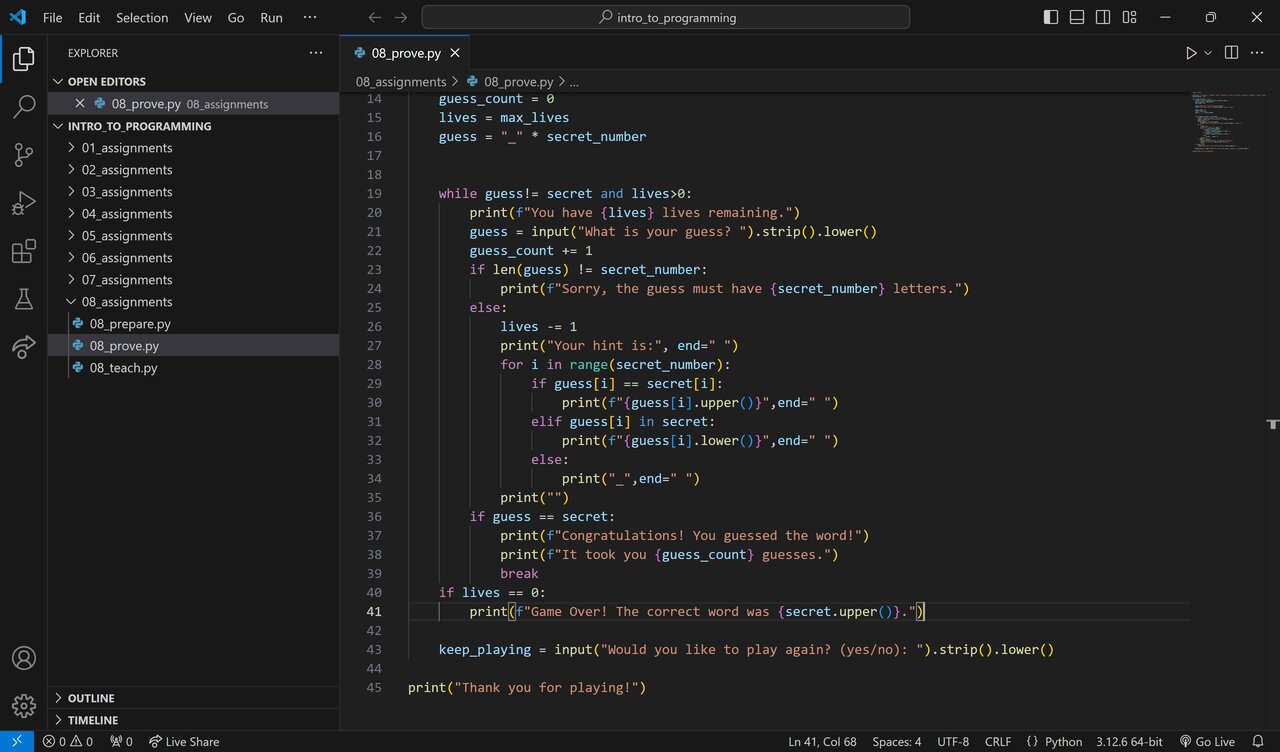 File Edit Selection View Go Run ··· intro_to_programming
EXPLORER ···
OPEN EDITORS
08_prove.py 08_assignments
INTRO_TO_PROGRAMMING
01_assignments
02_assignments
03_assignments
04_assignments
05_assignments
06_assignments
07_assignments
08_assignments
08_prepare.py
08_prove.py
08_teach.py
OUTLINE
TIMELINE
08_prove.py
08_assignments > 08_prove.py > ...
14 guess_count = 0
15 lives = max_lives
16 guess = "_" * secret_number
17
18
19 while guess!= secret and lives>0:
20 print(f"You have {lives} lives remaining.")
21 guess = input("What is your guess? ").strip().lower()
22 guess_count += 1
23 if len(guess) != secret_number:
24 print(f"Sorry, the guess must have {secret_number} letters.")
25 else:
26 lives -= 1
27 print("Your hint is:", end=" ")
28 for i in range(secret_number):
29 if guess[i] == secret[i]:
30 print(f"{guess[i].upper()}",end=" ")
31 elif guess[i] in secret:
32 print(f"{guess[i].lower()}",end=" ")
33 else:
34 print("_",end=" ")
35 print("")
36 if guess == secret:
37 print(f"Congratulations! You guessed the word!")
38 print(f"It took you {guess_count} guesses.")
39 break
40 if lives == 0:
41 print(f"Game Over! The correct word was {secret.upper()}.")
42
43 keep_playing = input("Would you like to play again? (yes/no): ").strip().lower()
44
45 print("Thank you for playing!")
0 0 0 Live Share Ln 41, Col 68 Spaces: 4 UTF-8 CRLF {} Python 3.12.6 64-bit Go Live